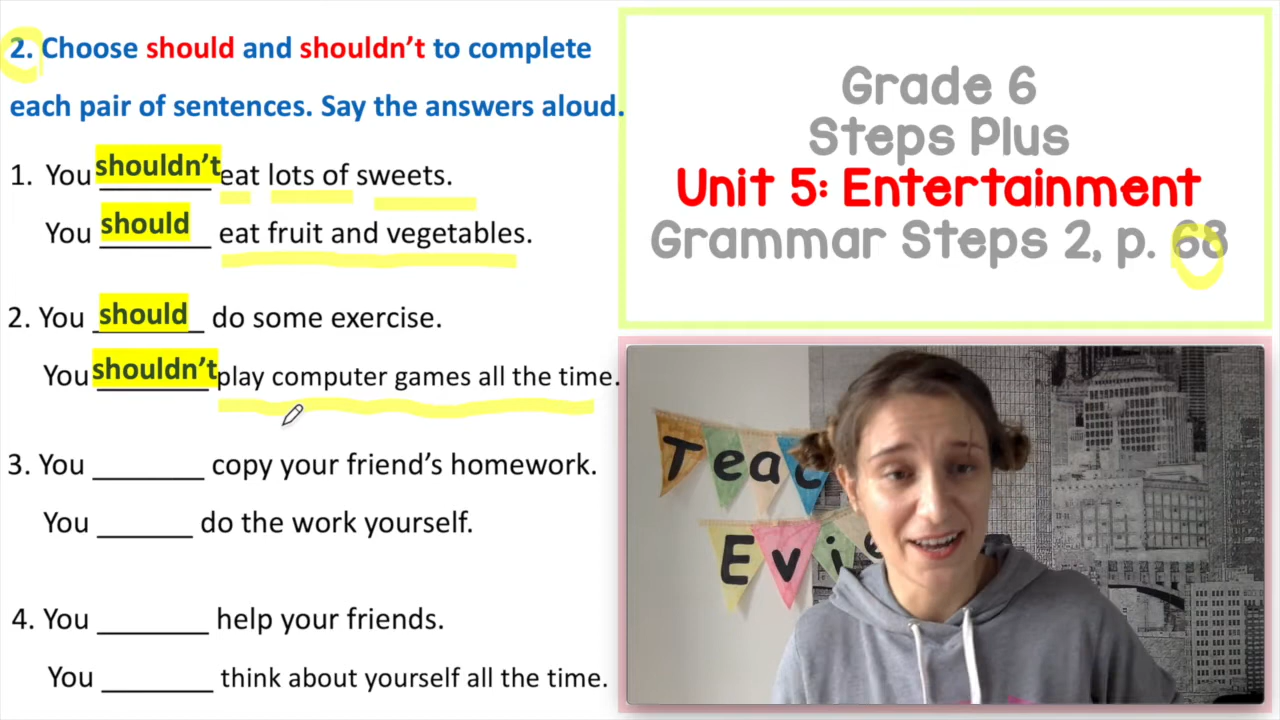 2. Choose should and shouldn’t to complete
each pair of sentences. Say the answers aloud.
1. You shouldn’t eat lots of sweets.
You should eat fruit and vegetables.
2. You should do some exercise.
You shouldn’t play computer games all the time.
3. You ________ copy your friend’s homework.
You _______ do the work yourself.
4. You ________ help your friends.
You ________ think about yourself all the time.
Grade 6
Steps Plus
Unit 5: Entertainment
Grammar Steps 2, p. 68
Teac
Evie